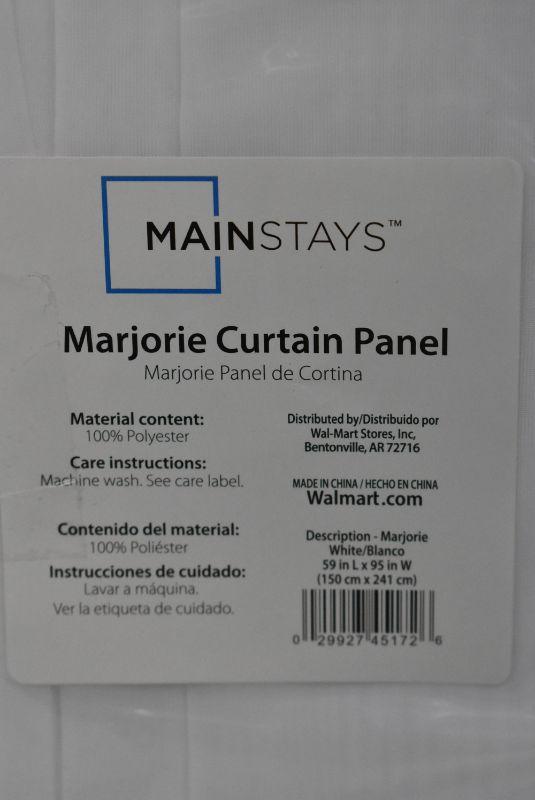 MAINSTAYS™
Marjorie Curtain Panel
Marjorie Panel de Cortina
Material content:
100% Polyester
Care instructions:
Machine wash. See care label.
Contenido del material:
100% Poliéster
Instrucciones de cuidado:
Lavar a máquina.
Ver la etiqueta de cuidado.
Distributed by/Distribuido por
Wal-Mart Stores, Inc,
Bentonville, AR 72716
MADE IN CHINA / HECHO EN CHINA
Walmart.com
Description - Marjorie
White/Blanco
59 in L x 95 in W
(150 cm x 241 cm)
0 29927 45172 6